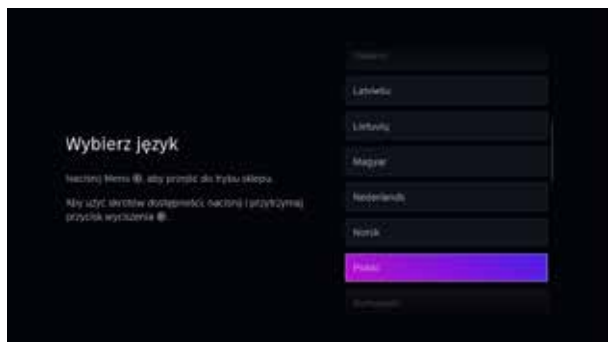 Wybierz język
Naciśnij Menu, aby przejść do trybu sklepu.
Aby użyć skrótów dostępności, naciśnij i przytrzymaj
przycisk wyciszenia.
Latviešu
Lietuvių
Magyar
Nederlands
Norsk
Polski